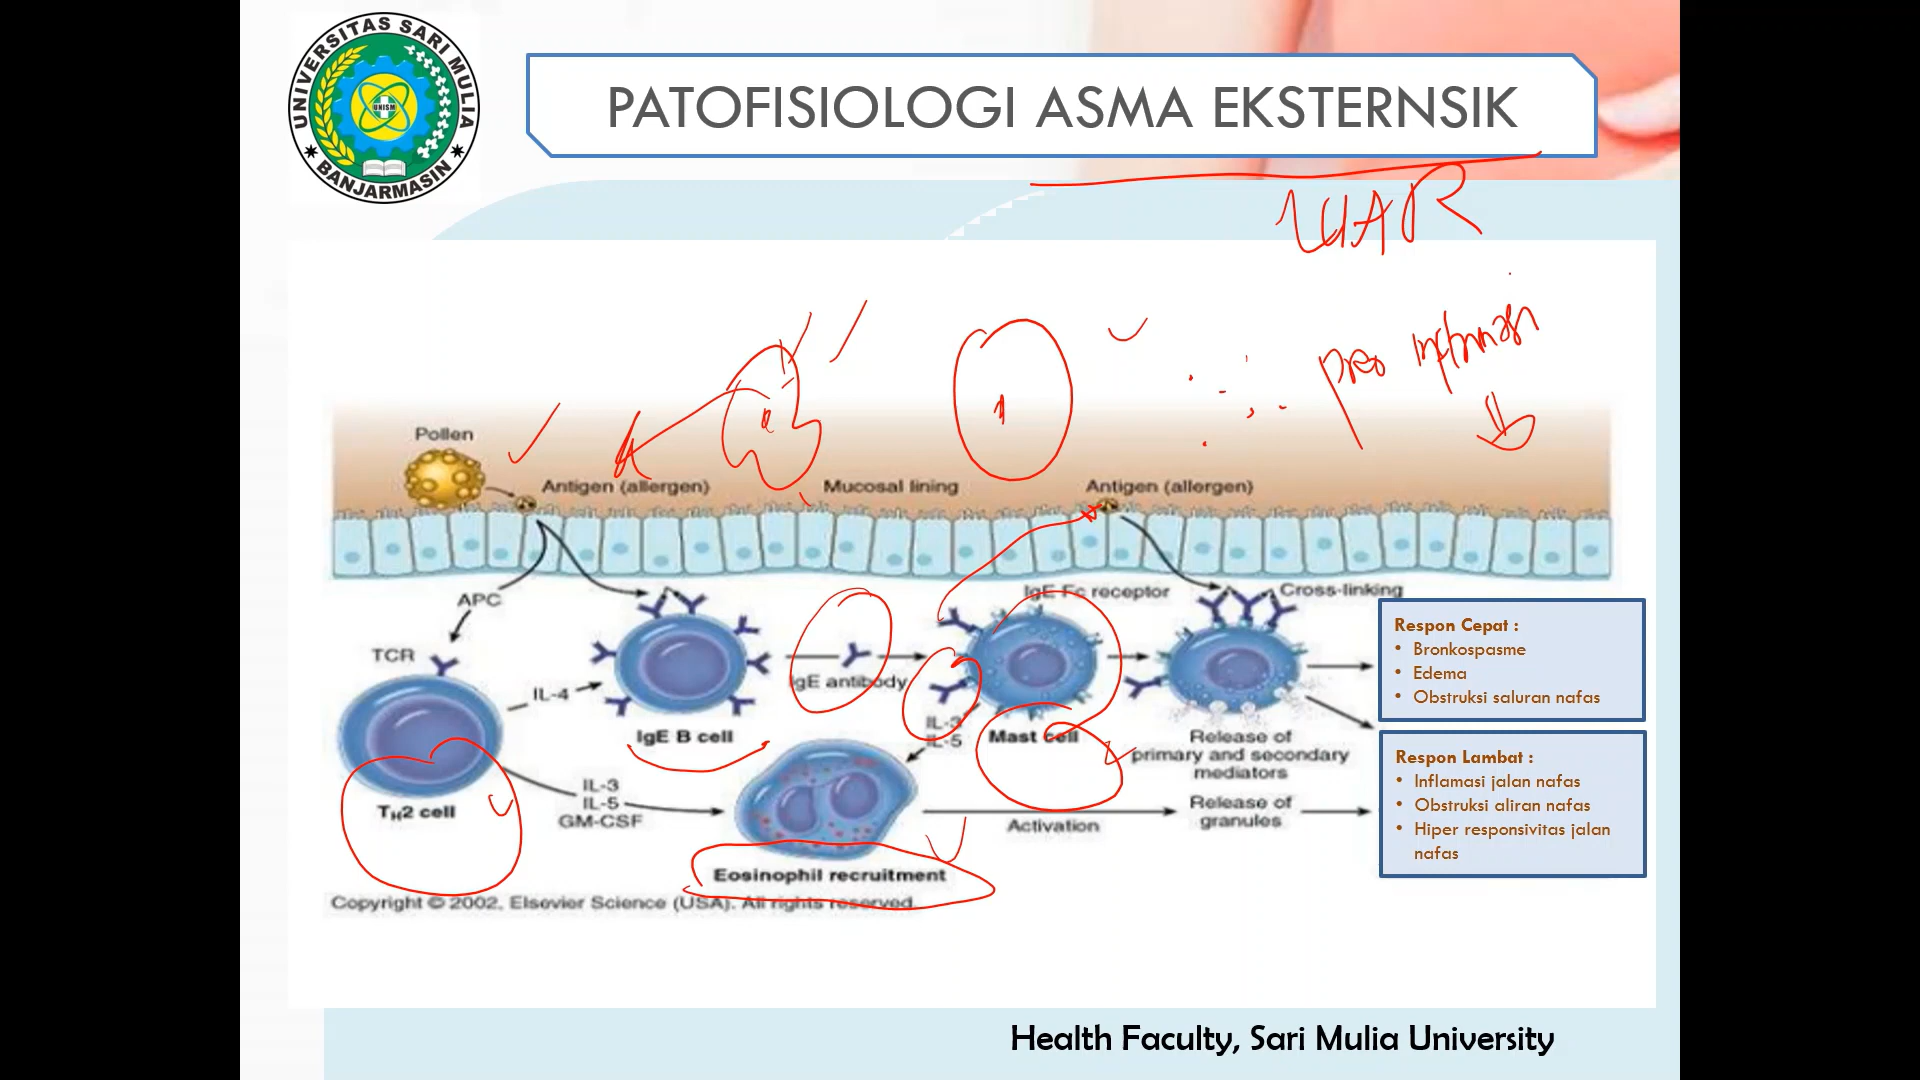 UNIVERSITAS SARI MULIA
UNISM
BANJARMASIN
PATOFISIOLOGI ASMA EKSTERNSIK
LUAR
Pollen
Antigen (allergen)
Mucosal lining
Antigen (allergen)
APC
IgE Fc receptor
Cross-linking
TCR
IL-4
IgE antibody
IgE B cell
IL-3
IL-5
Mast cell
Release of
primary and secondary
mediators
TH2 cell
IL-3
IL-5
GM-CSF
Activation
Release of
granules
Eosinophil recruitment
Copyright © 2002, Elsevier Science (USA). All rights reserved.
Respon Cepat :
• Bronkospasme
• Edema
• Obstruksi saluran nafas
Respon Lambat :
• Inflamasi jalan nafas
• Obstruksi aliran nafas
• Hiper responsivitas jalan
nafas
Health Faculty, Sari Mulia University